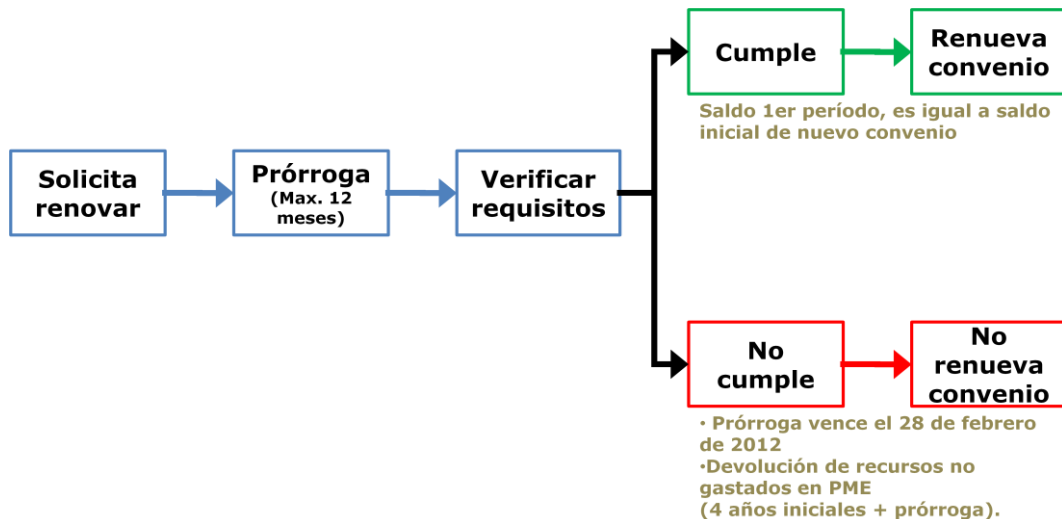 Solicita
renovar
Prórroga
(Max. 12
meses)
Verificar
requisitos
Cumple
Renueva
convenio
Saldo 1er período, es igual a saldo
inicial de nuevo convenio
No
cumple
No
renueva
convenio
• Prórroga vence el 28 de febrero
de 2012
•Devolución de recursos no
gastados en PME
(4 años iniciales + prórroga).